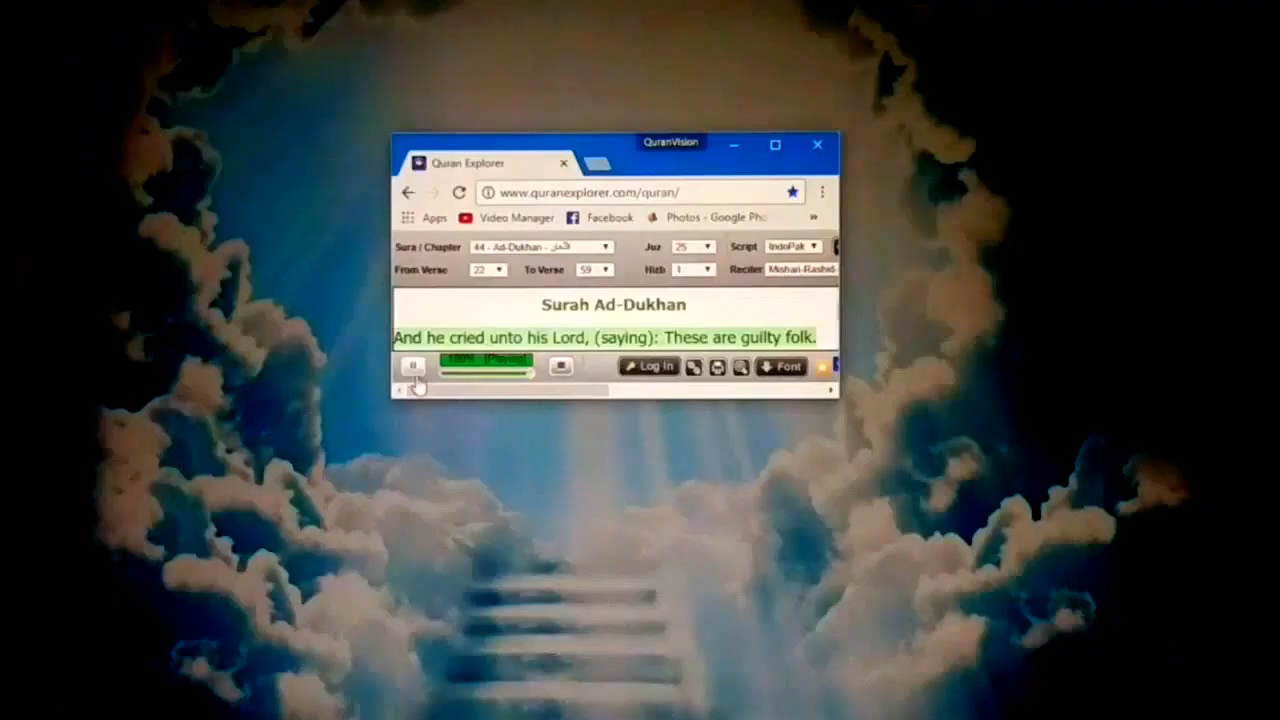 QuranVision
Quran Explorer
www.quranexplorer.com/quran/
Apps Video Manager Facebook Photos - Google Pho
Sura / Chapter 44 - Ad-Dukhan - Juz 25 Script IndoPak
From Verse 22 To Verse 59 Hizb 1 Reciter Mishari-Rashid-
Surah Ad-Dukhan
And he cried unto his Lord, (saying): These are guilty folk.
100% [Playing] Log In Font